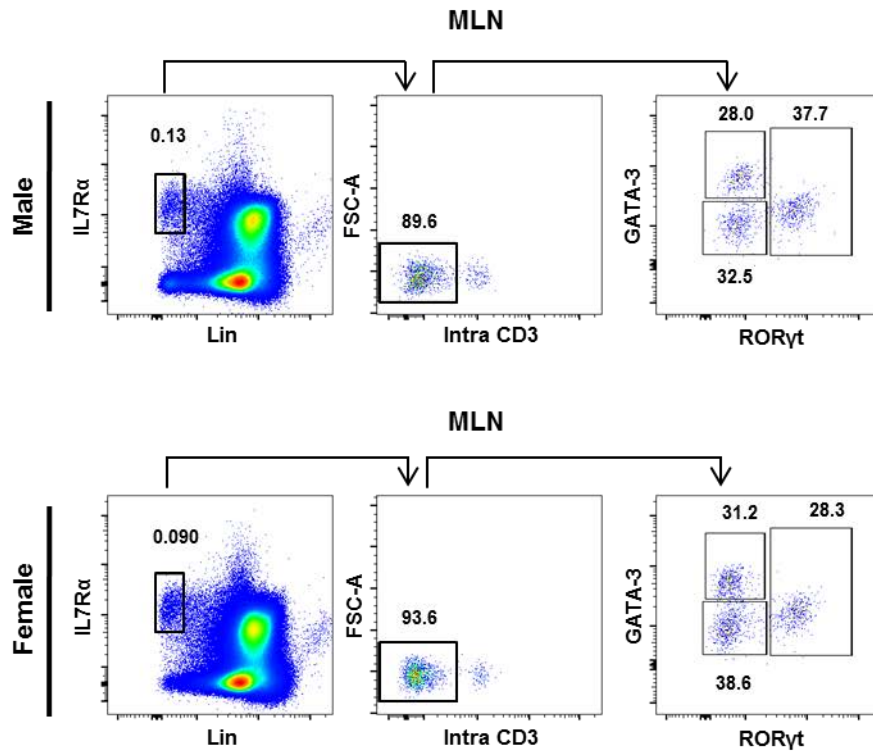 MLN
Male
0.13
IL7Rα
Lin
89.6
FSC-A
Intra CD3
28.0 37.7
GATA-3
32.5
RORγt
MLN
Female
0.090
IL7Rα
Lin
93.6
FSC-A
Intra CD3
31.2 28.3
GATA-3
38.6
RORγt